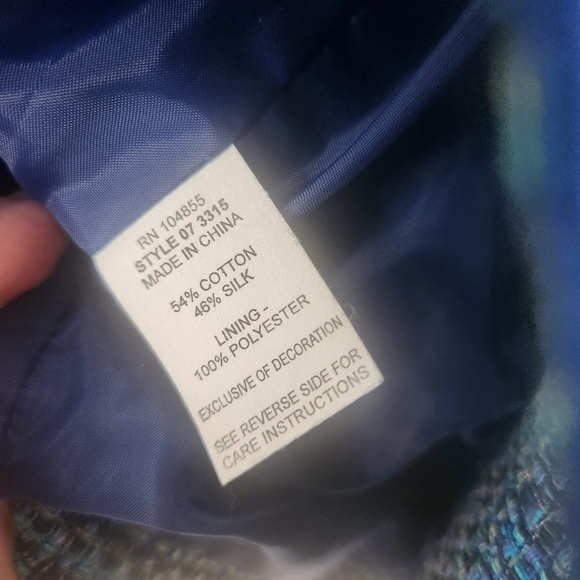 RN 104855
STYLE 07 3315
MADE IN CHINA
54% COTTON
46% SILK
LINING -
100% POLYESTER
EXCLUSIVE OF DECORATION
SEE REVERSE SIDE FOR
CARE INSTRUCTIONS